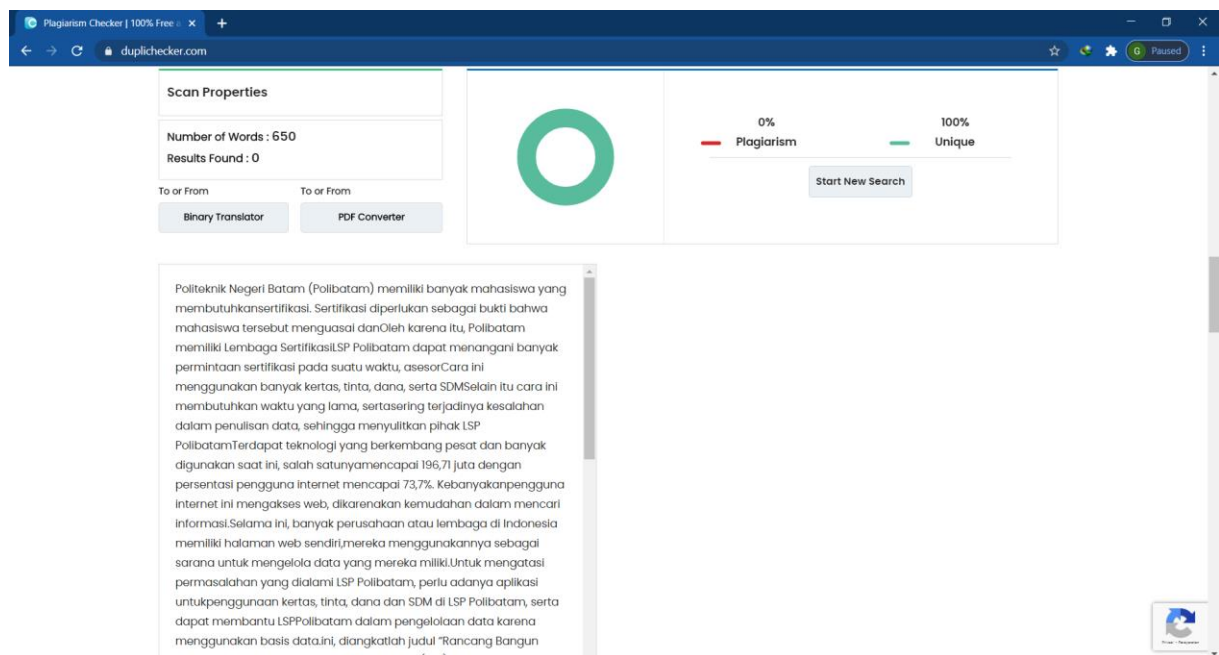 Plagiarism Checker | 100% Free
duplichecker.com
Paused
Scan Properties
Number of Words : 650
Results Found : 0
To or From To or From
Binary Translator PDF Converter
0% 100%
Plagiarism Unique
Start New Search
Politeknik Negeri Batam (Polibatam) memiliki banyak mahasiswa yang
membutuhkansertifikasi. Sertifikasi diperlukan sebagai bukti bahwa
mahasiswa tersebut menguasai danOleh karena itu, Polibatam
memiliki Lembaga SertifikasiLSP Polibatam dapat menangani banyak
permintaan sertifikasi pada suatu waktu, asesorCara ini
menggunakan banyak kertas, tinta, dana, serta SDMSelain itu cara ini
membutuhkan waktu yang lama, sertasering terjadinya kesalahan
dalam penulisan data, sehingga menyulitkan pihak LSP
PolibatamTerdapat teknologi yang berkembang pesat dan banyak
digunakan saat ini, salah satunyamencapai 196,71 juta dengan
persentasi pengguna internet mencapai 73,7%. Kebanyakanpengguna
internet ini mengakses web, dikarenakan kemudahan dalam mencari
informasi.Selama ini, banyak perusahaan atau lembaga di Indonesia
memiliki halaman web sendiri,mereka menggunakannya sebagai
sarana untuk mengelola data yang mereka miliki.Untuk mengatasi
permasalahan yang dialami LSP Polibatam, perlu adanya aplikasi
untukpenggunaan kertas, tinta, dana dan SDM di LSP Polibatam, serta
dapat membantu LSPPolibatam dalam pengelolaan data karena
menggunakan basis data.ini, diangkatlah judul “Rancang Bangun